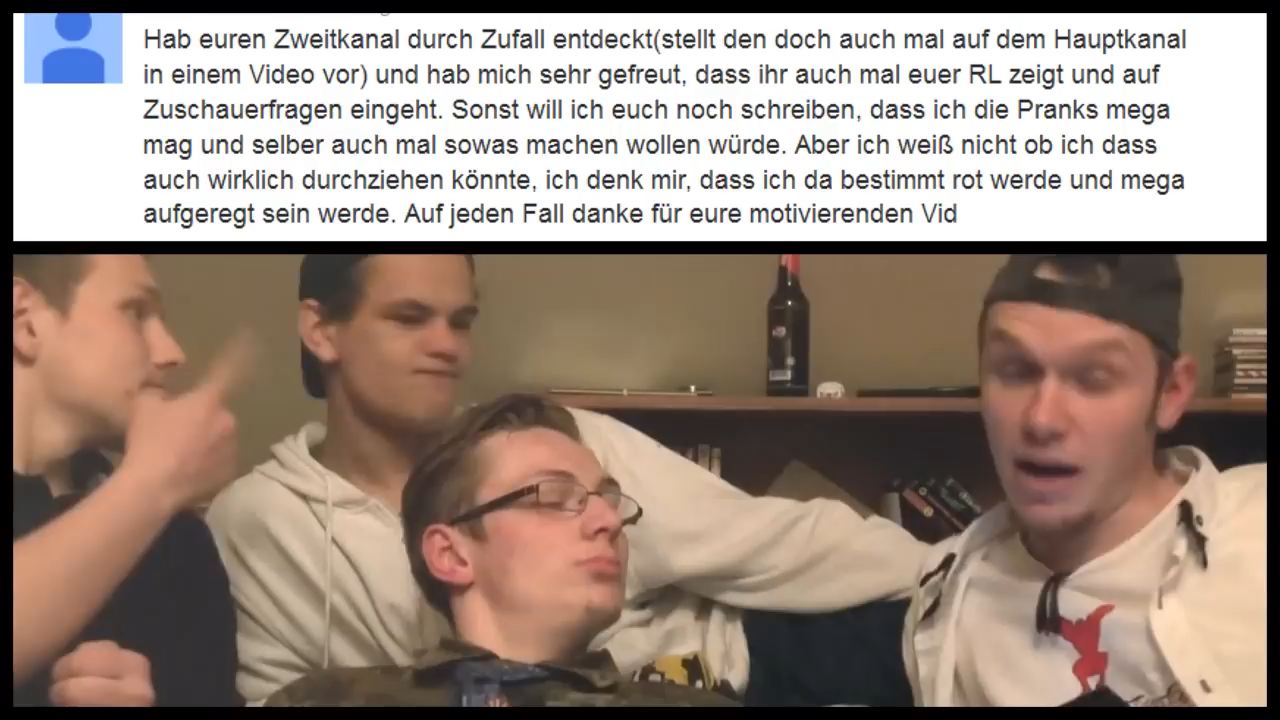 Hab euren Zweitkanal durch Zufall entdeckt(stellt den doch auch mal auf dem Hauptkanal
in einem Video vor) und hab mich sehr gefreut, dass ihr auch mal euer RL zeigt und auf
Zuschauerfragen eingeht. Sonst will ich euch noch schreiben, dass ich die Pranks mega
mag und selber auch mal sowas machen wollen würde. Aber ich weiß nicht ob ich dass
auch wirklich durchziehen könnte, ich denk mir, dass ich da bestimmt rot werde und mega
aufgeregt sein werde. Auf jeden Fall danke für eure motivierenden Vid